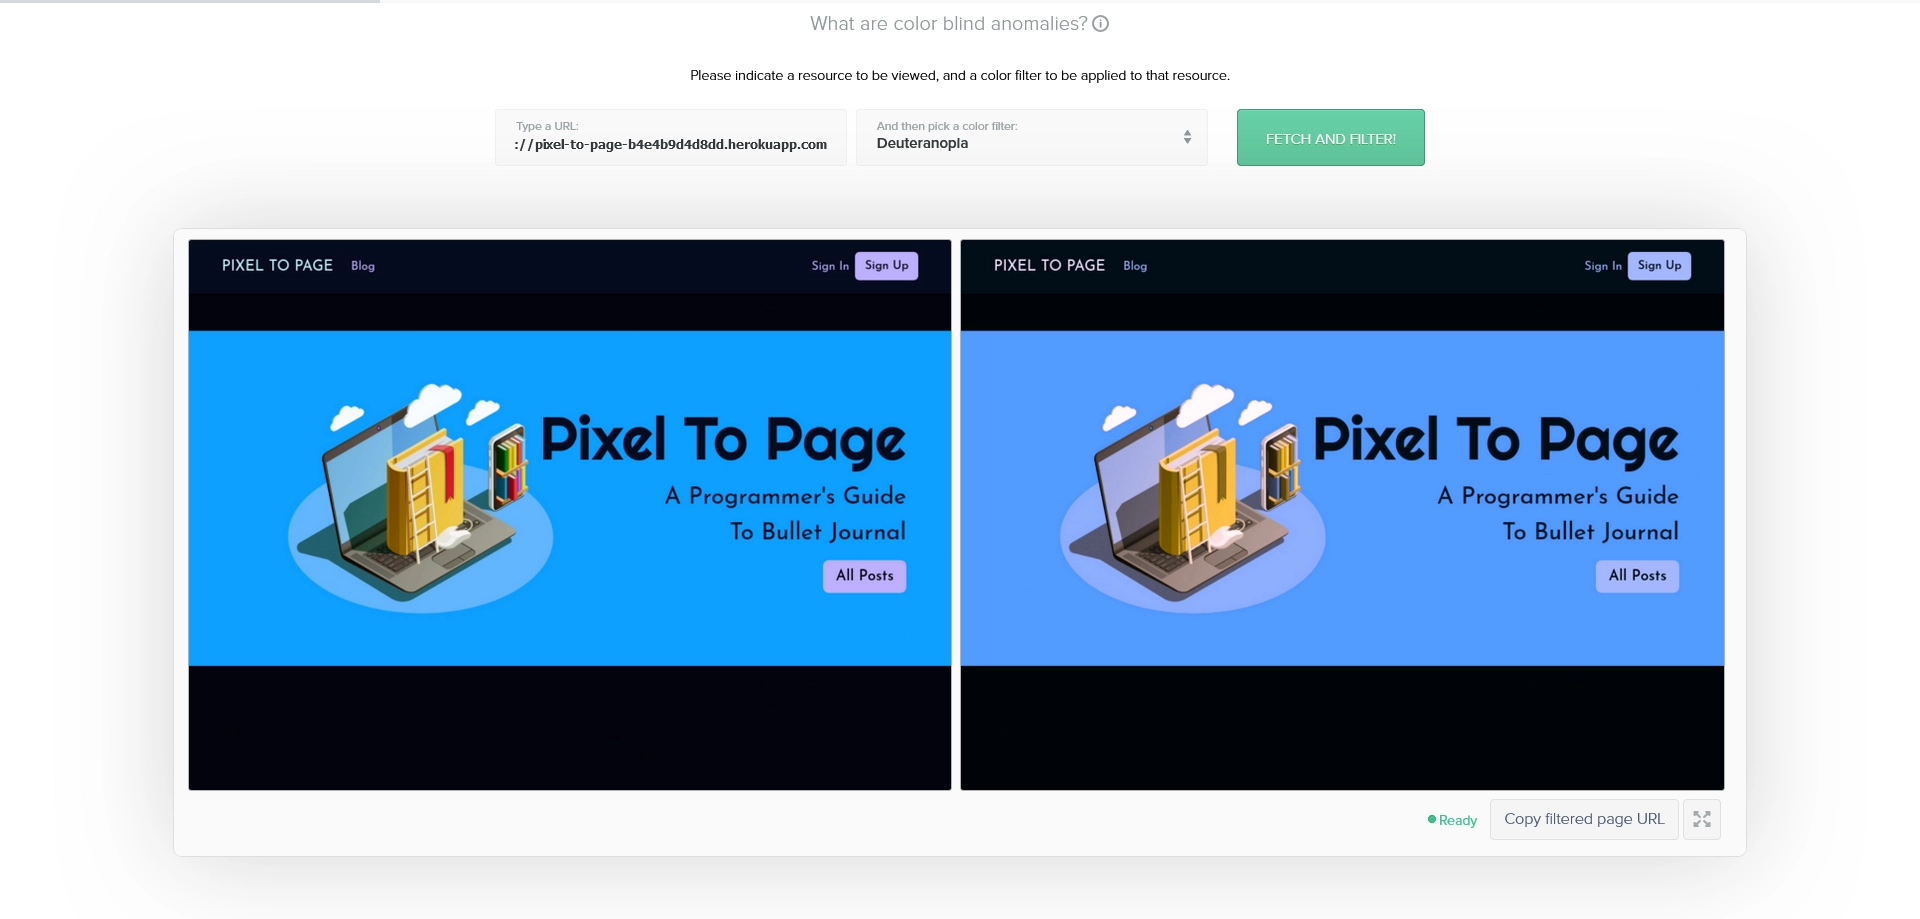 What are color blind anomalies?
Please indicate a resource to be viewed, and a color filter to be applied to that resource.
Type a URL:
://pixel-to-page-b4e4b9d4d8dd.herokuapp.com
And then pick a color filter:
Deuteranopia
FETCH AND FILTER!
PIXEL TO PAGE Blog Sign In Sign Up
Pixel To Page
A Programmer's Guide
To Bullet Journal
All Posts
PIXEL TO PAGE Blog Sign In Sign Up
Pixel To Page
A Programmer's Guide
To Bullet Journal
All Posts
Ready Copy filtered page URL